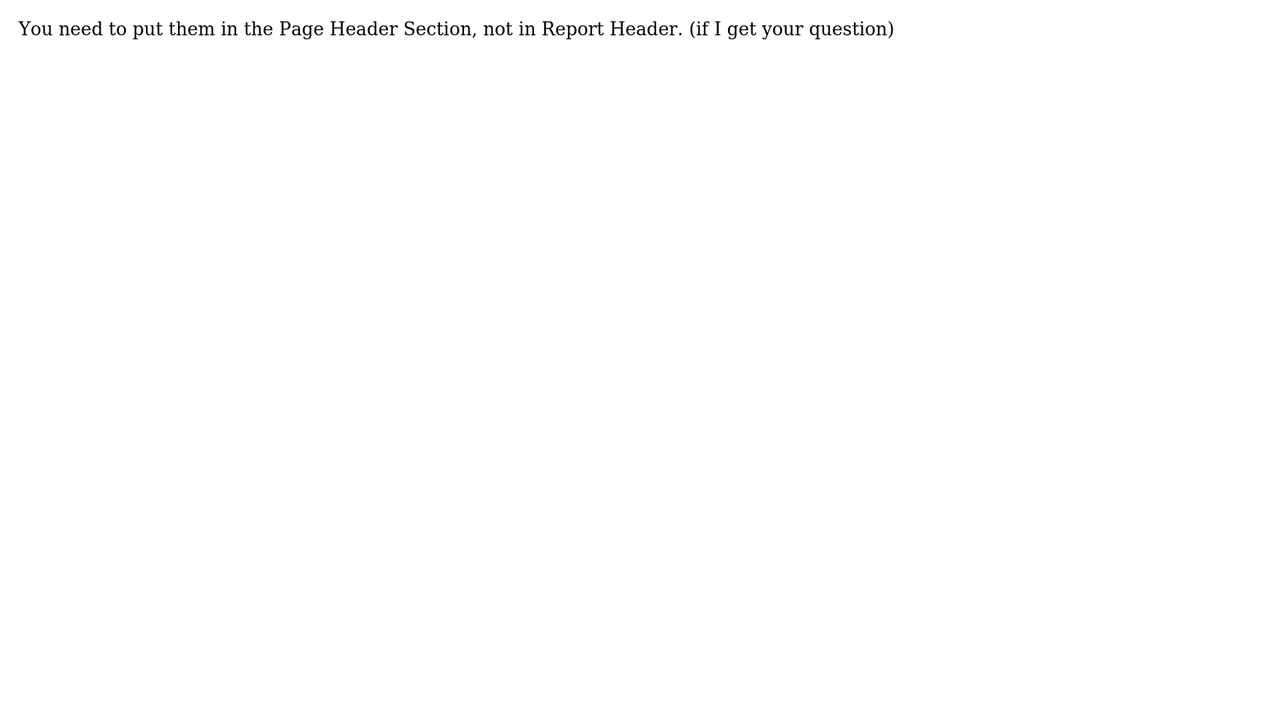 You need to put them in the Page Header Section, not in Report Header. (if I get your question)